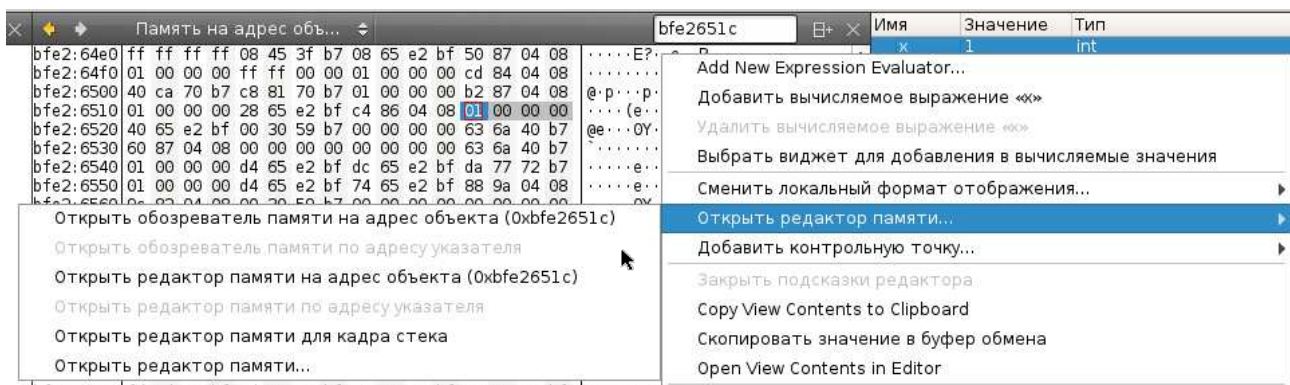 Память на адрес объ... bfe2651c Имя Значение Тип
x 1 int
bfe2:64e0 ff ff ff ff 08 45 3f b7 08 65 e2 bf 50 87 04 08
bfe2:64f0 01 00 00 00 ff ff 00 00 01 00 00 00 cd 84 04 08
bfe2:6500 40 ca 70 b7 c8 81 70 b7 01 00 00 00 b2 87 04 08 @·p···p·
bfe2:6510 01 00 00 00 28 65 e2 bf c4 86 04 08 01 00 00 00 ····(e··
bfe2:6520 40 65 e2 bf 00 30 59 b7 00 00 00 00 63 6a 40 b7 @e···0Y·
bfe2:6530 60 87 04 08 00 00 00 00 00 00 00 00 63 6a 40 b7 `·······
bfe2:6540 01 00 00 00 d4 65 e2 bf dc 65 e2 bf da 77 72 b7 ·····e··
bfe2:6550 01 00 00 00 d4 65 e2 bf 74 65 e2 bf 88 9a 04 08 ·····e··
Add New Expression Evaluator...
Добавить вычисляемое выражение «x»
Удалить вычисляемое выражение «x»
Выбрать виджет для добавления в вычисляемые значения
Сменить локальный формат отображения...
Открыть редактор памяти...
Добавить контрольную точку...
Закрыть подсказки редактора
Copy View Contents to Clipboard
Скопировать значение в буфер обмена
Open View Contents in Editor
Открыть обозреватель памяти на адрес объекта (0xbfe2651c)
Открыть обозреватель памяти по адресу указателя
Открыть редактор памяти на адрес объекта (0xbfe2651c)
Открыть редактор памяти по адресу указателя
Открыть редактор памяти для кадра стека
Открыть редактор памяти...